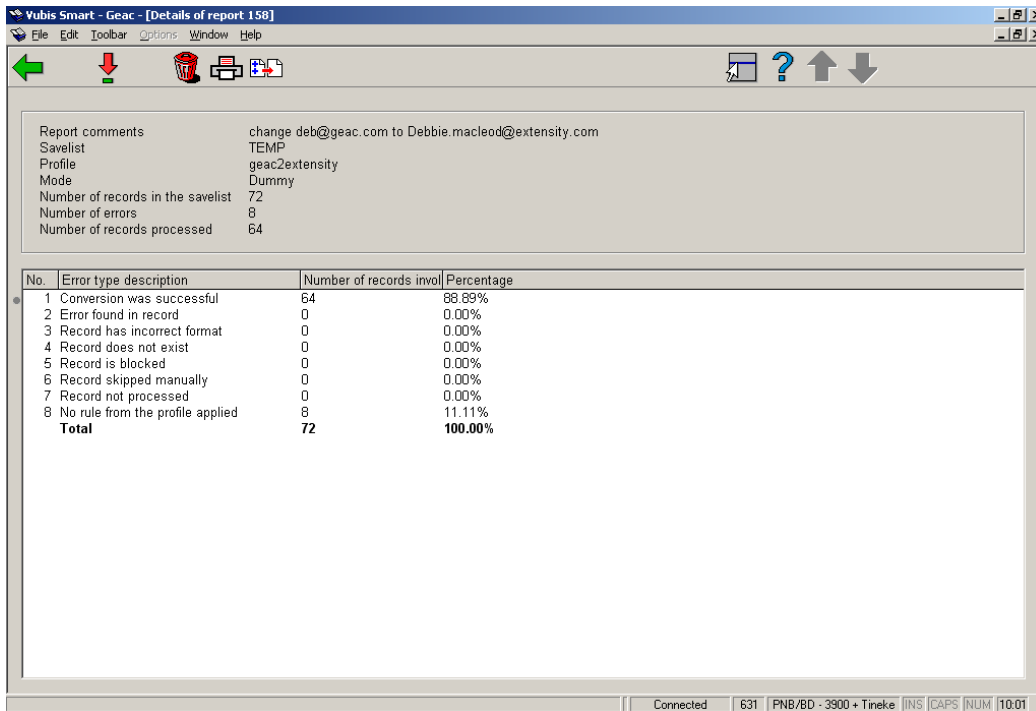 Vubis Smart - Geac - [Details of report 158]
File Edit Toolbar Options Window Help
Report comments change deb@geac.com to Debbie.macleod@extensity.com
Savelist TEMP
Profile geac2extensity
Mode Dummy
Number of records in the savelist 72
Number of errors 8
Number of records processed 64
No. Error type description Number of records invol Percentage
1 Conversion was successful 64 88.89%
2 Error found in record 0 0.00%
3 Record has incorrect format 0 0.00%
4 Record does not exist 0 0.00%
5 Record is blocked 0 0.00%
6 Record skipped manually 0 0.00%
7 Record not processed 0 0.00%
8 No rule from the profile applied 8 11.11%
Total 72 100.00%
Connected 631 PNB/BD - 3900 + Tineke INS CAPS NUM 10:01